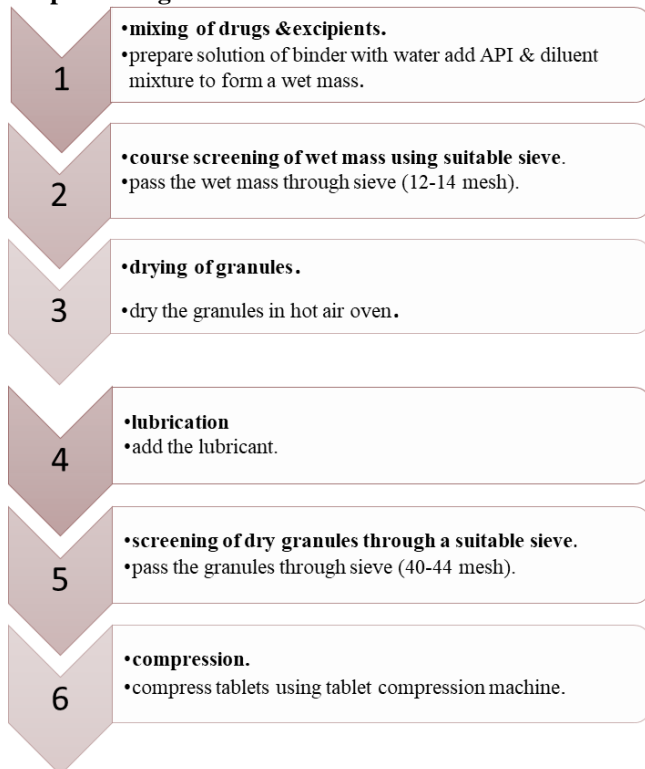 1
•mixing of drugs &excipients.
•prepare solution of binder with water add API & diluent
mixture to form a wet mass.
2
•course screening of wet mass using suitable sieve.
•pass the wet mass through sieve (12-14 mesh).
3
•drying of granules.
•dry the granules in hot air oven.
4
•lubrication
•add the lubricant.
5
•screening of dry granules through a suitable sieve.
•pass the granules through sieve (40-44 mesh).
6
•compression.
•compress tablets using tablet compression machine.